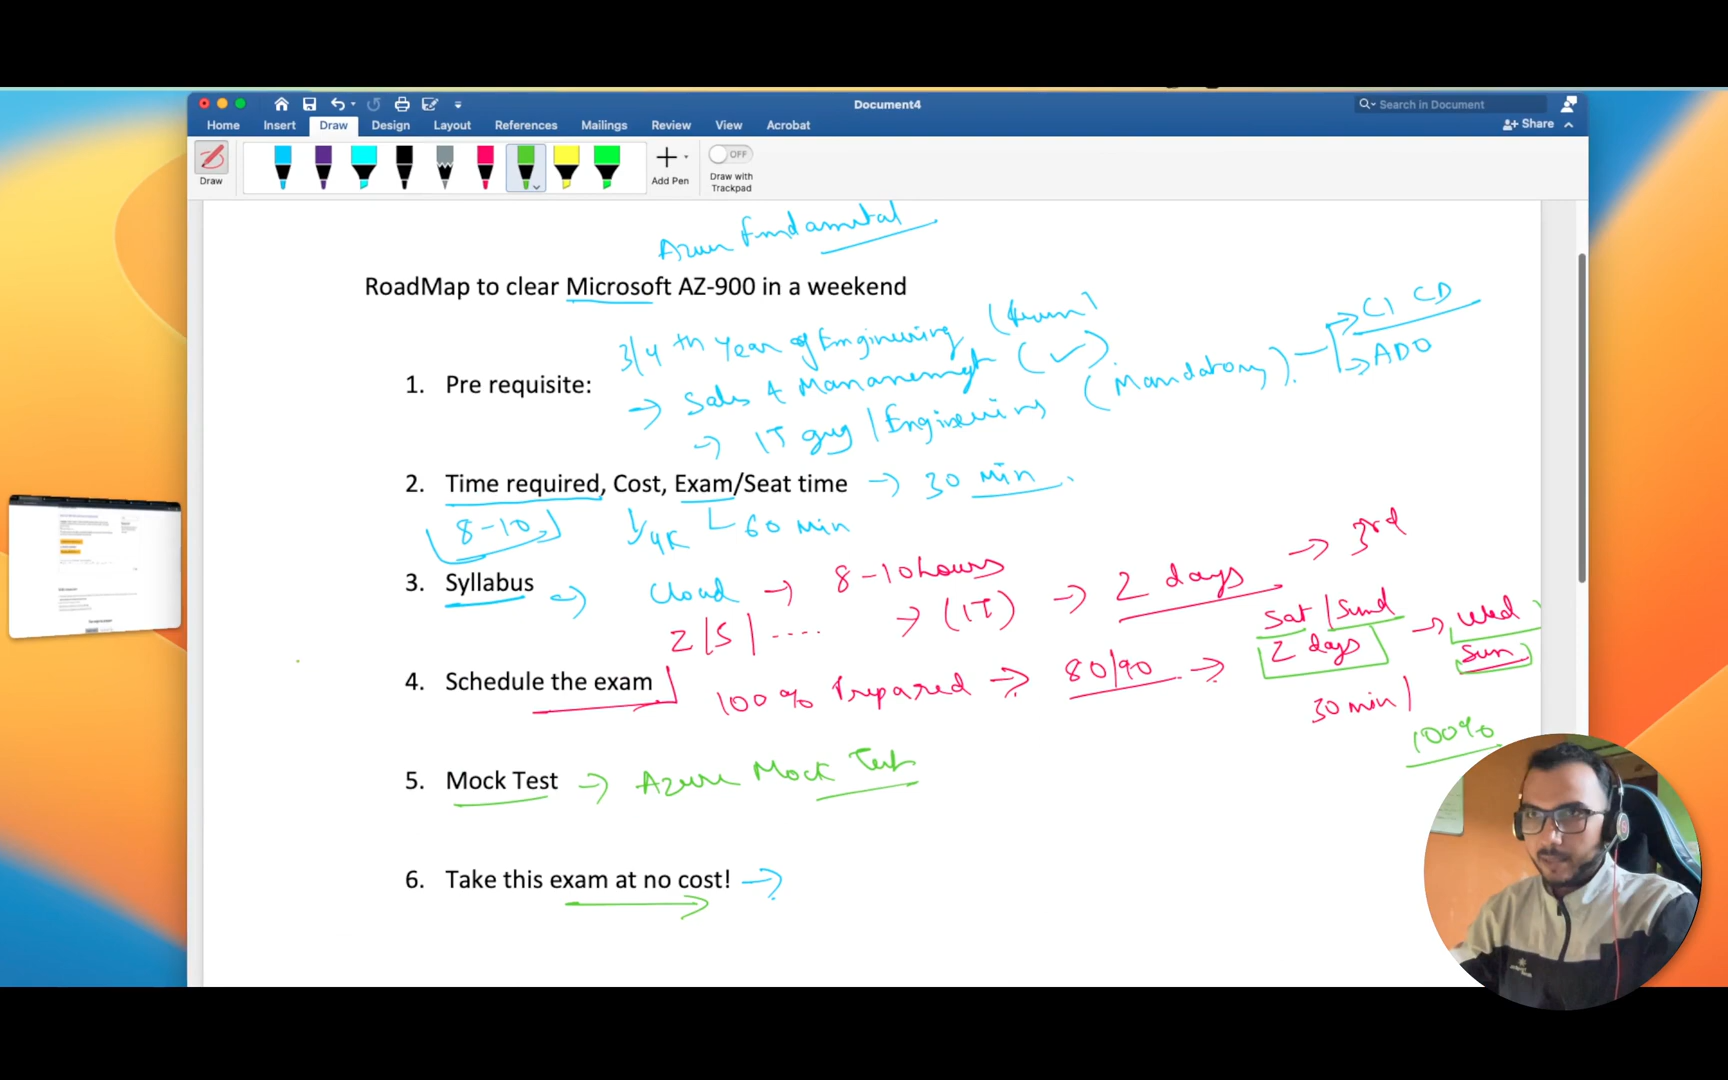 Document4
Search in Document
Home Insert Draw Design Layout References Mailings Review View Acrobat
Share
Draw
Add Pen
OFF
Draw with
Trackpad
Azure Fundamental
RoadMap to clear Microsoft AZ-900 in a weekend
3/4 th Year of Engineering
CI CD
1. Pre requisite:
→ Sales & (✓) (Mandatory). → ADO
→ IT guy / Engineering
2. Time required, Cost, Exam/Seat time → 30 min.
8-10 4K 60 min
3. Syllabus → Cloud → 8-10 hours
→ (IT) → 2 days → 3rd
Sat / Sund → Wed
2 days Sun
4. Schedule the exam 100% Prepared → 80/90 →
30 min
100%
5. Mock Test → Azure Mock Test
6. Take this exam at no cost! →